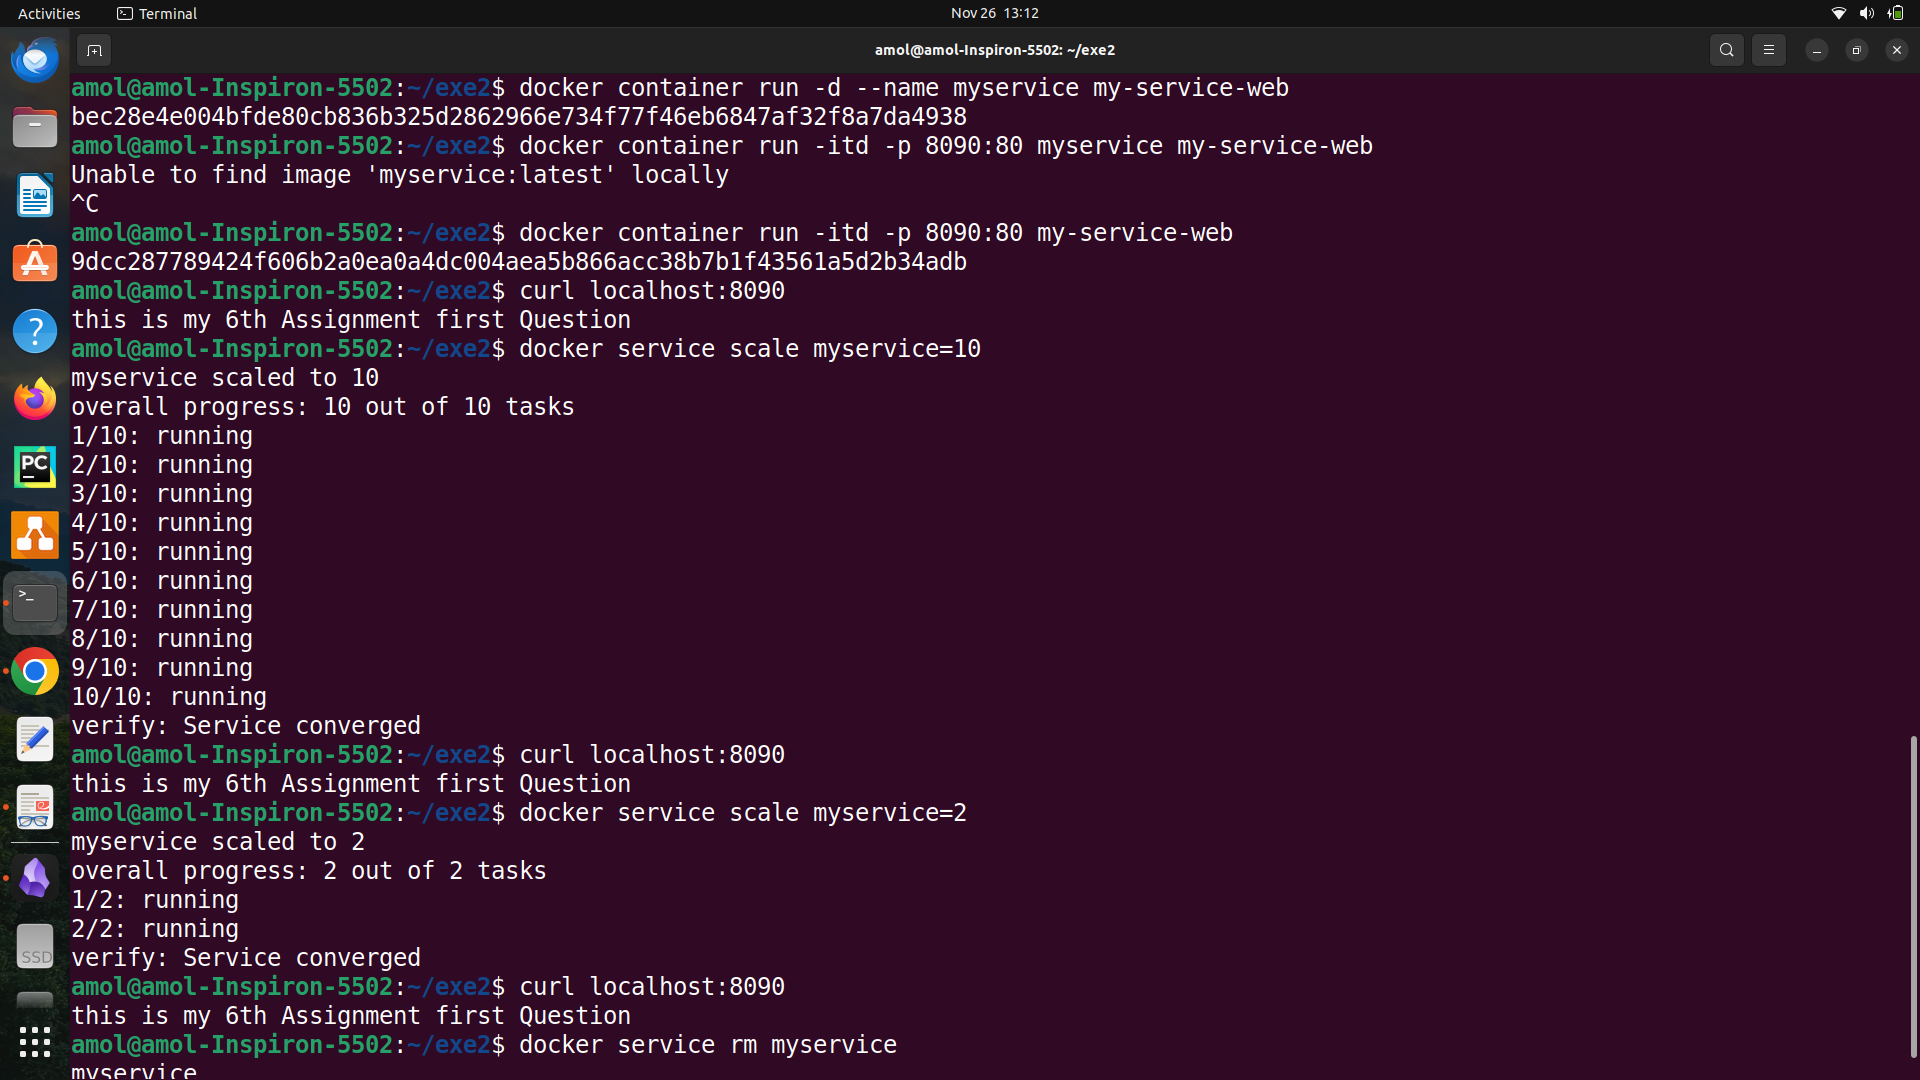 Activities
Terminal
Nov 26 13:12
amol@amol-Inspiron-5502: ~/exe2
amol@amol-Inspiron-5502:~/exe2$ docker container run -d --name myservice my-service-web
bec28e4e004bfde80cb836b325d2862966e734f77f46eb6847af32f8a7da4938
amol@amol-Inspiron-5502:~/exe2$ docker container run -itd -p 8090:80 myservice my-service-web
Unable to find image 'myservice:latest' locally
^C
amol@amol-Inspiron-5502:~/exe2$ docker container run -itd -p 8090:80 my-service-web
9dcc287789424f606b2a0ea0a4dc004aea5b866acc38b7b1f43561a5d2b34adb
amol@amol-Inspiron-5502:~/exe2$ curl localhost:8090
this is my 6th Assignment first Question
amol@amol-Inspiron-5502:~/exe2$ docker service scale myservice=10
myservice scaled to 10
overall progress: 10 out of 10 tasks
1/10: running
2/10: running
3/10: running
4/10: running
5/10: running
6/10: running
7/10: running
8/10: running
9/10: running
10/10: running
verify: Service converged
amol@amol-Inspiron-5502:~/exe2$ curl localhost:8090
this is my 6th Assignment first Question
amol@amol-Inspiron-5502:~/exe2$ docker service scale myservice=2
myservice scaled to 2
overall progress: 2 out of 2 tasks
1/2: running
2/2: running
verify: Service converged
amol@amol-Inspiron-5502:~/exe2$ curl localhost:8090
this is my 6th Assignment first Question
amol@amol-Inspiron-5502:~/exe2$ docker service rm myservice
myservice
PC
SSD